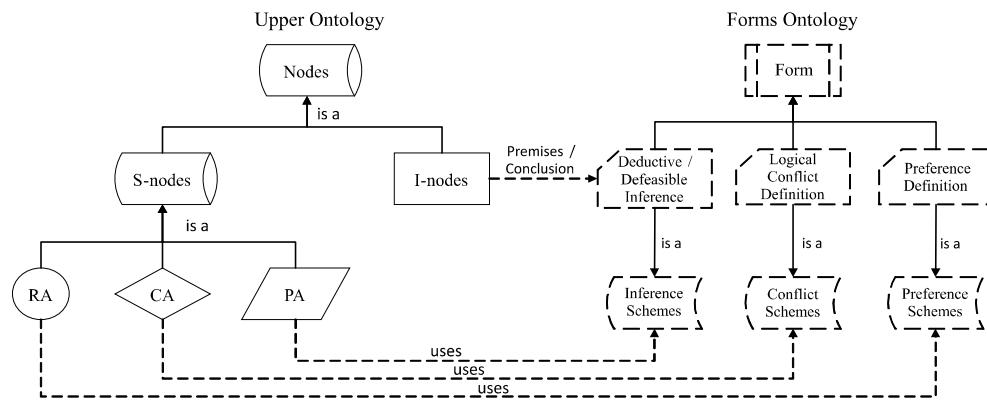 Upper Ontology
Forms Ontology
Nodes
Form
is a
S-nodes
I-nodes
Premises /
Conclusion
Deductive /
Defeasible
Inference
Logical
Conflict
Definition
Preference
Definition
is a
is a
is a
is a
RA
CA
PA
Inference
Schemes
Conflict
Schemes
Preference
Schemes
uses
uses
uses